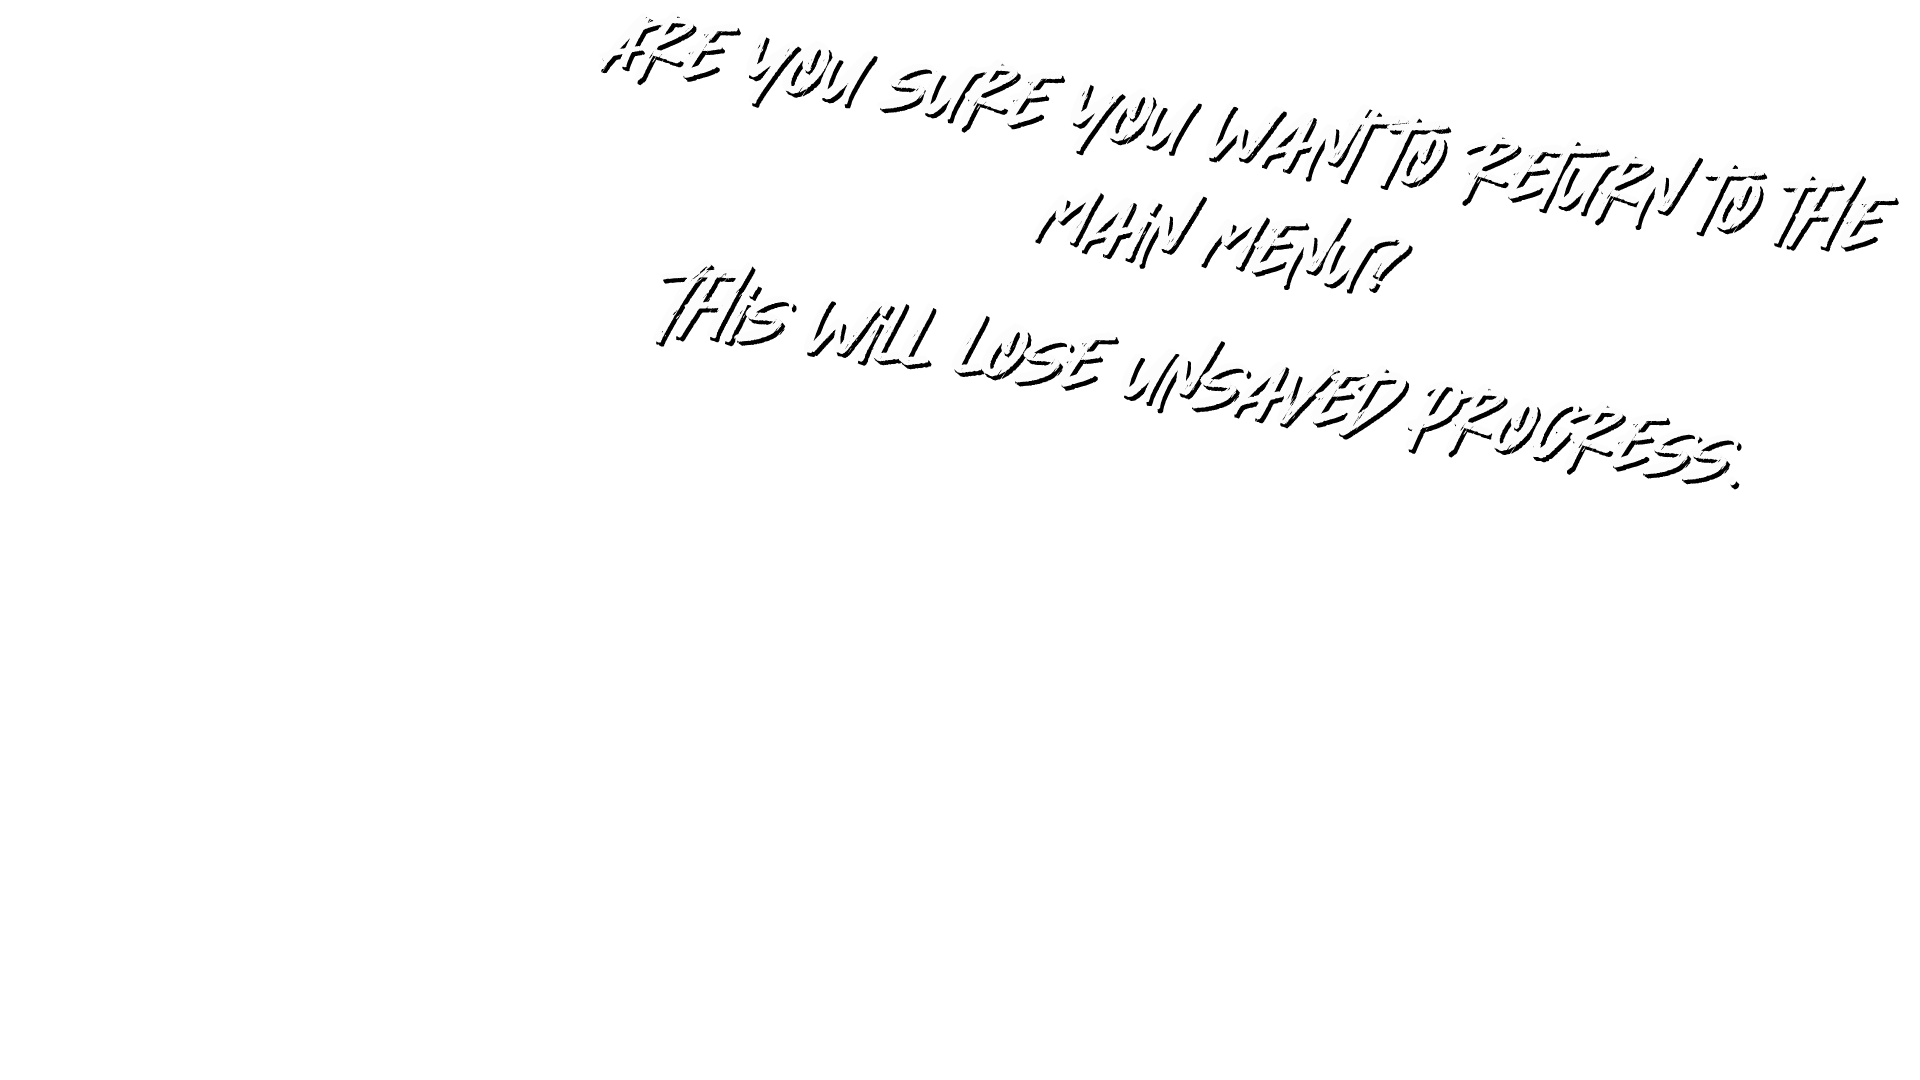 ARE YOU SURE YOU WANT TO RETURN TO THE
MAIN MENU?
THIS WILL LOSE UNSAVED PROGRESS.